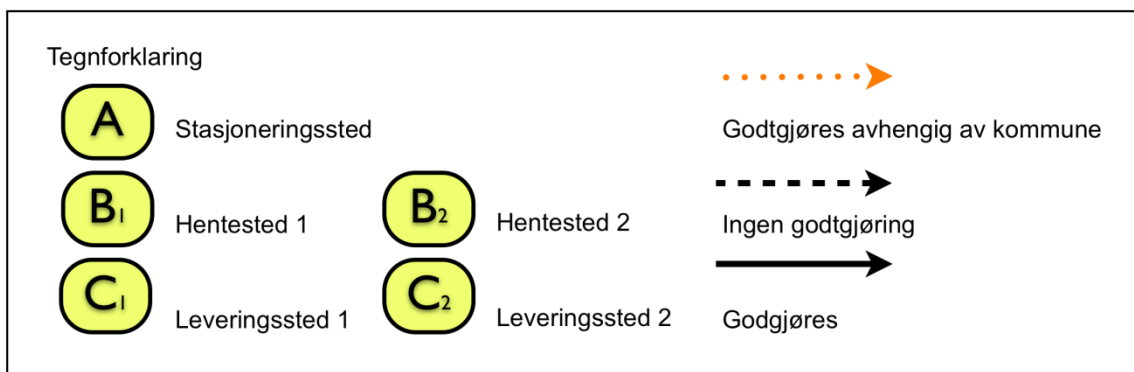 Tegnforklaring
A Stasjoneringssted
Godtgjøres avhengig av kommune
B1 Hentested 1
B2 Hentested 2
Ingen godtgjøring
C1 Leveringssted 1
C2 Leveringssted 2
Godgjøres